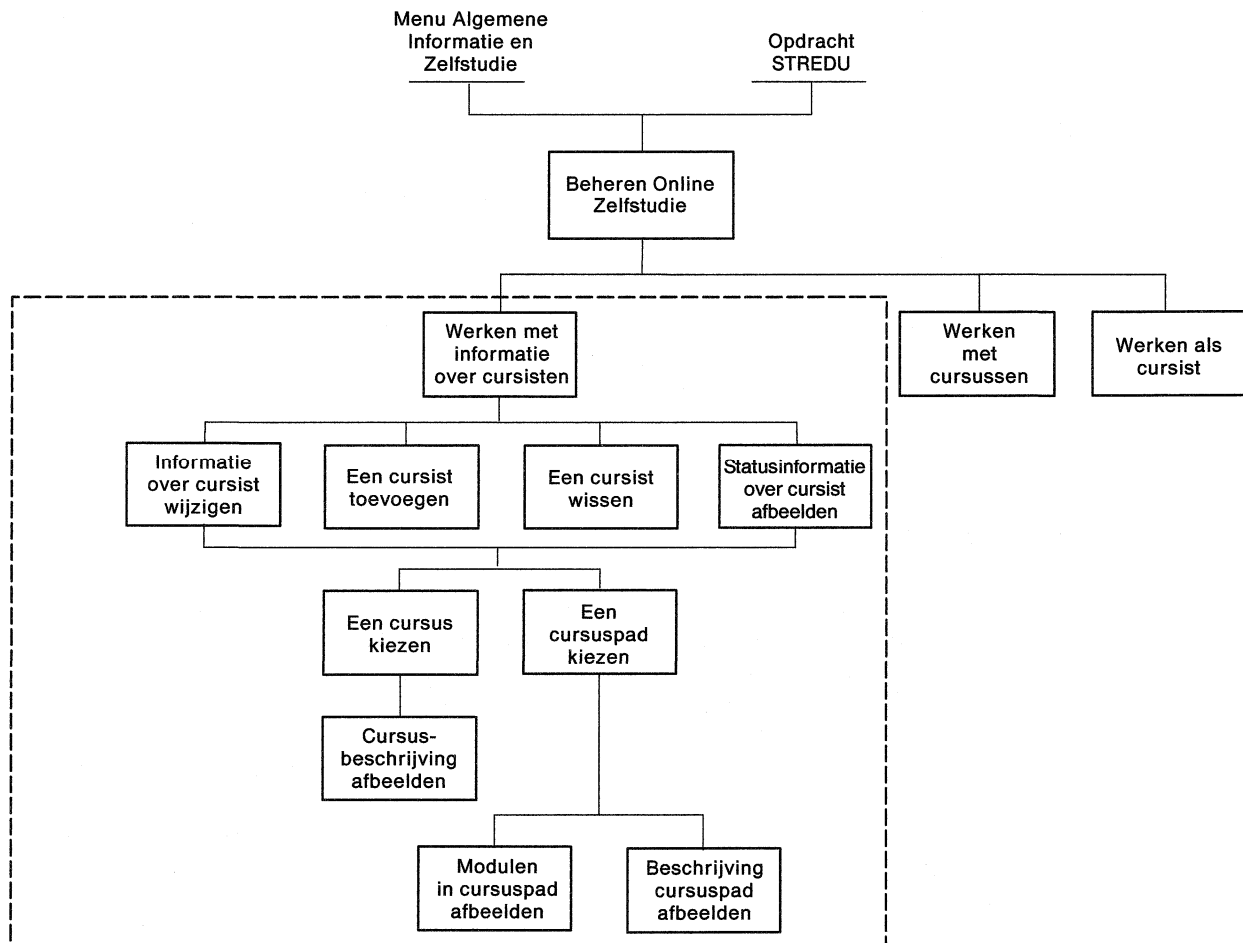 Menu Algemene
Informatie en
Zelfstudie
Opdracht
STREDU
Beheren Online
Zelfstudie
Werken met
informatie
over cursisten
Werken
met
cursussen
Werken als
cursist
Informatie
over cursist
wijzigen
Een cursist
toevoegen
Een cursist
wissen
Statusinformatie
over cursist
afbeelden
Een cursus
kiezen
Een
cursuspad
kiezen
Cursus-
beschrijving
afbeelden
Modulen
in cursuspad
afbeelden
Beschrijving
cursuspad
afbeelden